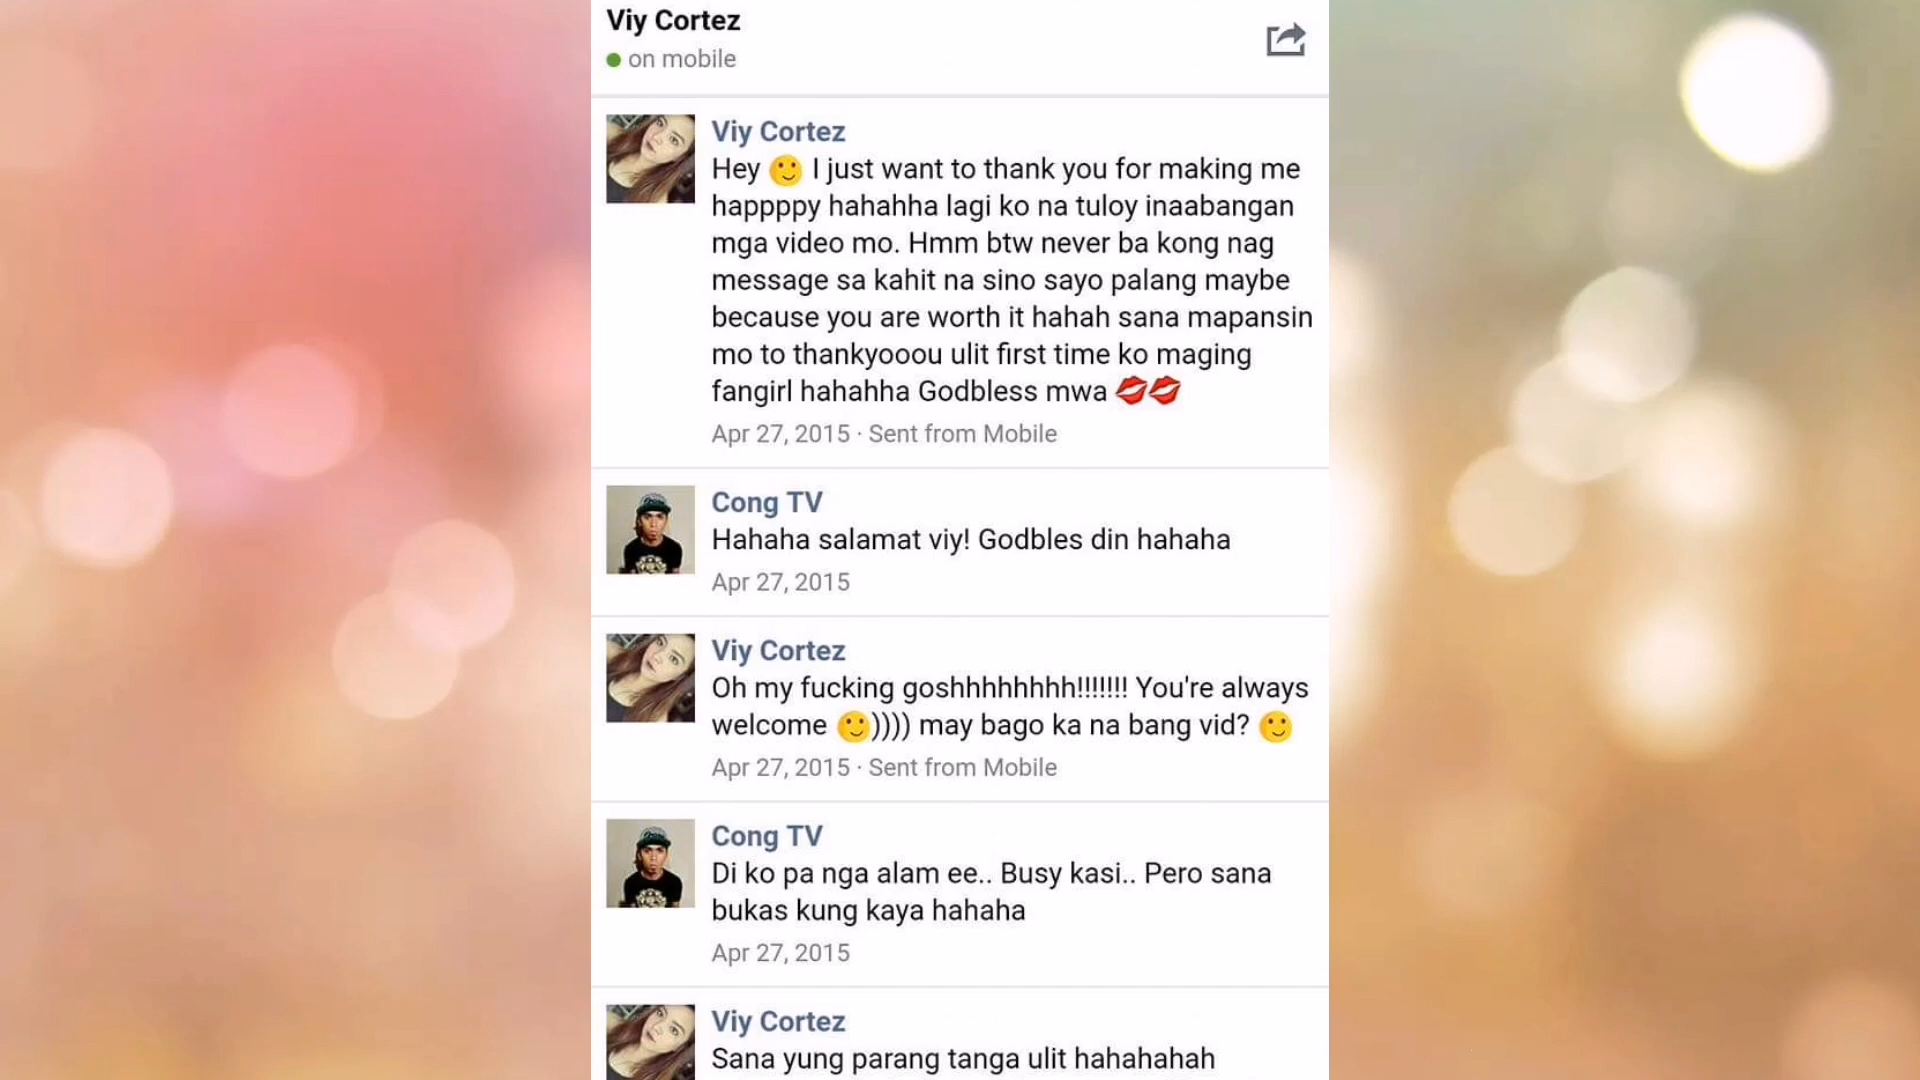 Viy Cortez
on mobile
Viy Cortez
Hey 🙂 I just want to thank you for making me
happppy hahahha lagi ko na tuloy inaabangan
mga video mo. Hmm btw never ba kong nag
message sa kahit na sino sayo palang maybe
because you are worth it hahah sana mapansin
mo to thankyooou ulit first time ko maging
fangirl hahahha Godbless mwa 💋💋
Apr 27, 2015 · Sent from Mobile
Cong TV
Hahaha salamat viy! Godbles din hahaha
Apr 27, 2015
Viy Cortez
Oh my fucking goshhhhhhhh!!!!!!! You're always
welcome 🙂)))) may bago ka na bang vid? 🙂
Apr 27, 2015 · Sent from Mobile
Cong TV
Di ko pa nga alam ee.. Busy kasi.. Pero sana
bukas kung kaya hahaha
Apr 27, 2015
Viy Cortez
Sana yung parang tanga ulit hahahahah